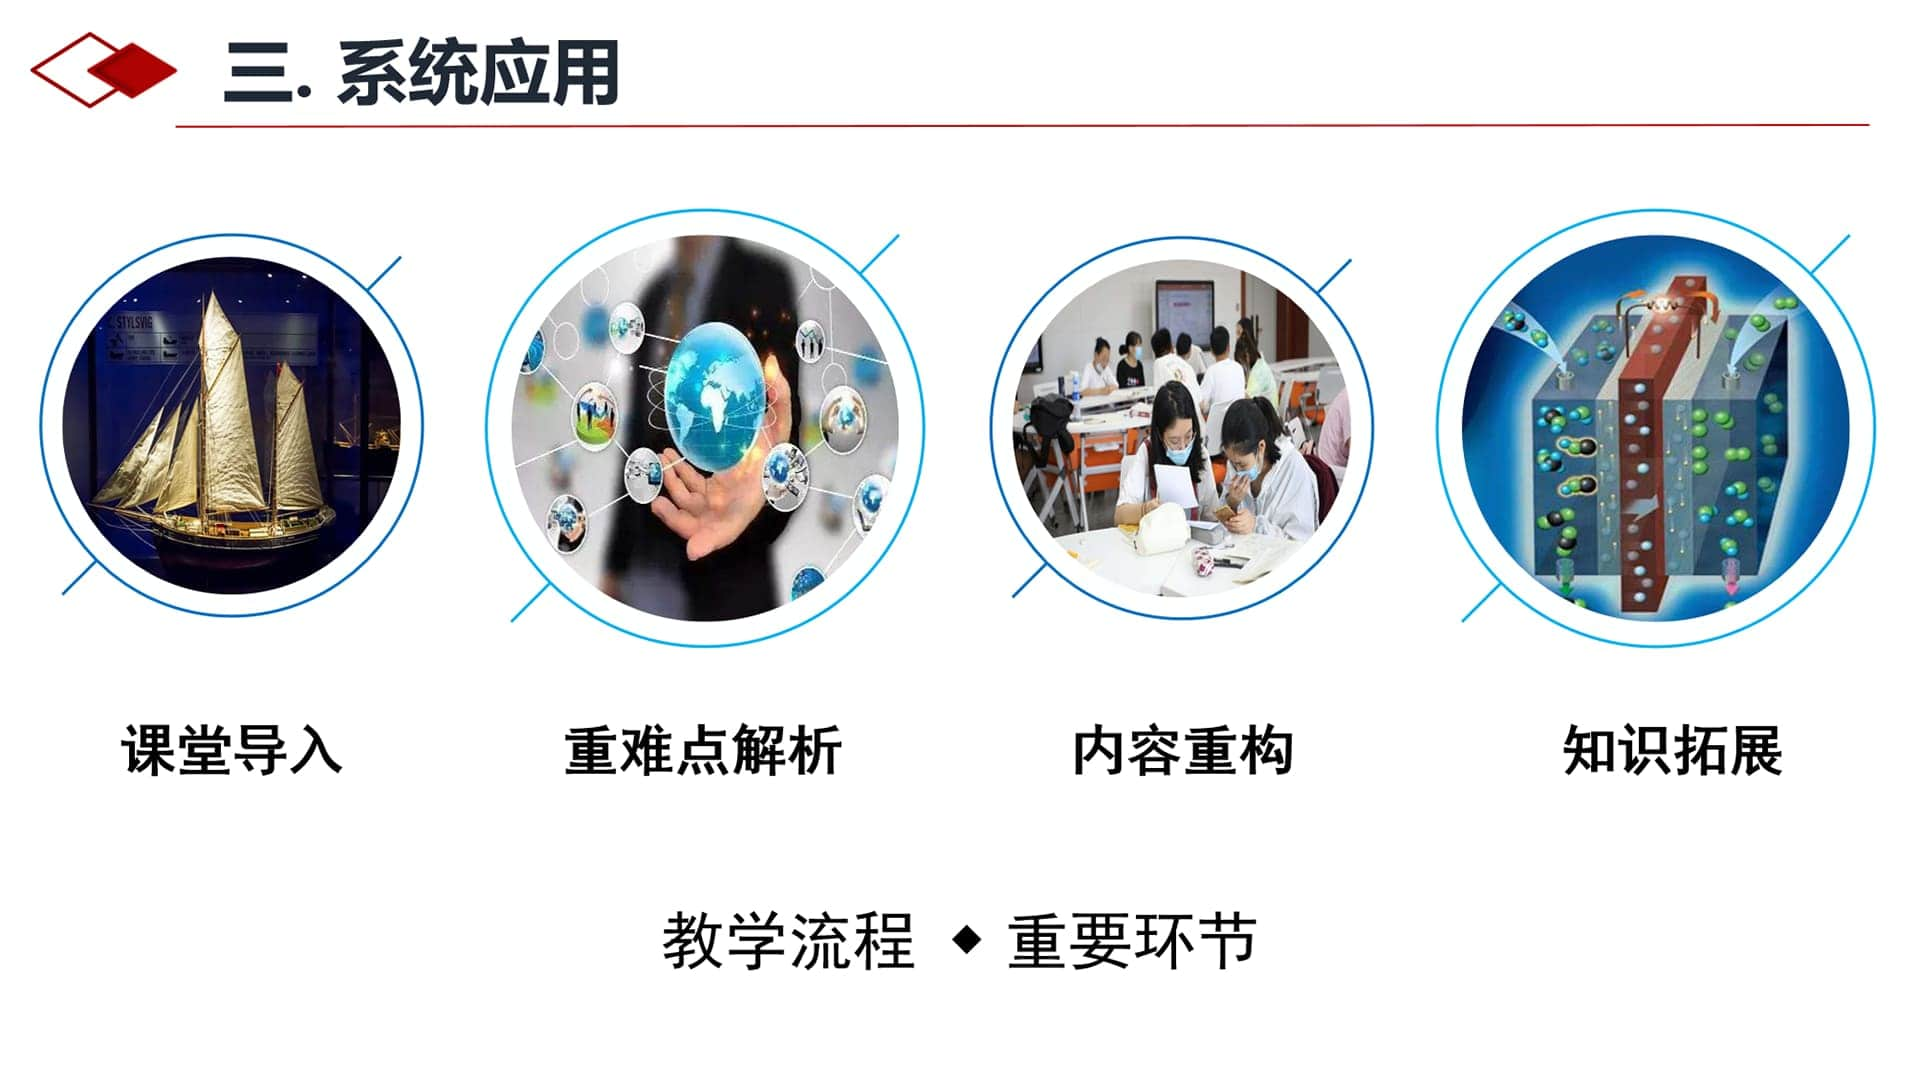 三. 系统应用
STYLSVIG
课堂导入
重难点解析
内容重构
知识拓展
教学流程 ◆ 重要环节